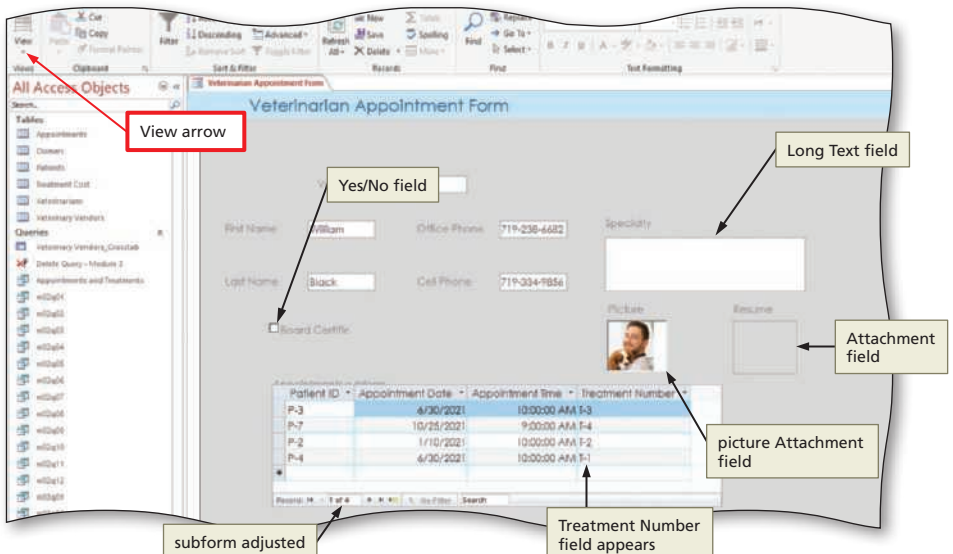 Cut
Copy
Format Painter
View
Paste
Filter
Descending
Advanced
Remove Sort
Toggle Filter
Refresh All
New
Save
Delete
Totals
Spelling
More
Find
Replace
Go To
Select
Views
Clipboard
Sort & Filter
Records
Find
Text Formatting
All Access Objects
Search...
Tables
Appointments
Owners
Patients
Treatment Cost
Veterinarians
Veterinary Vendors
Queries
Veterinary Vendors_Crosstab
Delete Query - Module 3
Appointments and Treatments
View arrow
Veterinarian Appointment Form
Veterinarian Appointment Form
Yes/No field
Long Text field
First Name William Office Phone 719-238-6682 Specialty
Last Name Black Cell Phone 719-334-9856
Board Certific
Picture Resume
Attachment field
picture Attachment field
Patient ID Appointment Date Appointment Time Treatment Number
P-3 6/30/2021 10:00:00 AM T-3
P-7 10/25/2021 9:00:00 AM T-4
P-2 1/10/2021 10:00:00 AM T-2
P-4 6/30/2021 10:00:00 AM T-1
Record: 1 of 4 No Filter Search
subform adjusted
Treatment Number field appears